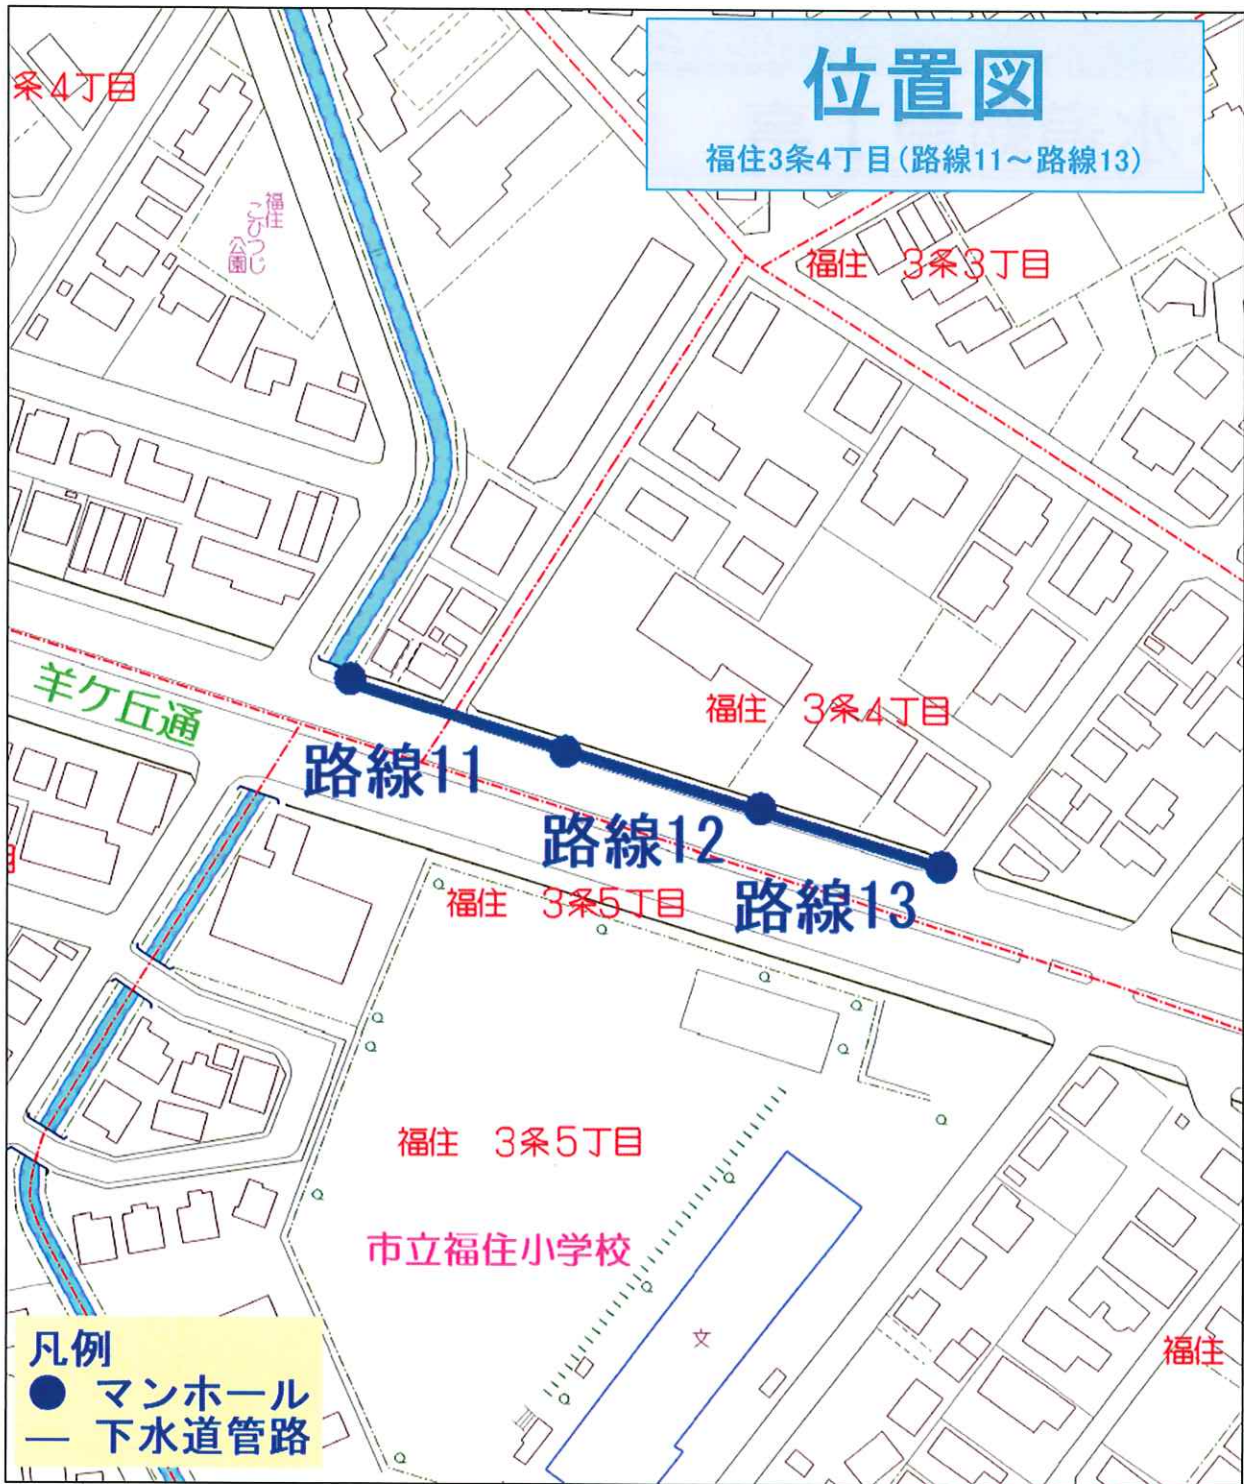 位置図
福住3条4丁目(路線11～路線13)
条4丁目
福住
こひつじ
公園
福住 3条3丁目
羊ケ丘通
福住 3条4丁目
路線11
路線12
福住 3条5丁目
路線13
目
福住 3条5丁目
市立福住小学校
文
福住
凡例
● マンホール
― 下水道管路